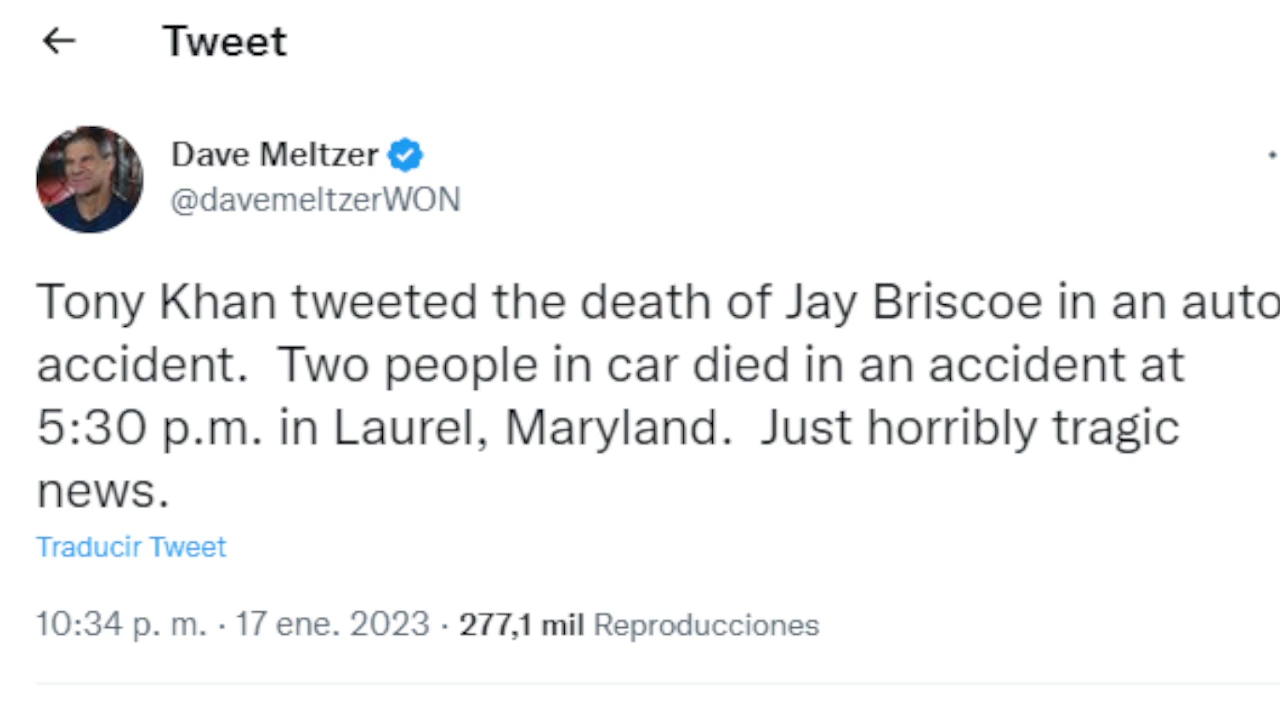 Tweet
Dave Meltzer
@davemeltzerWON
Tony Khan tweeted the death of Jay Briscoe in an auto
accident.  Two people in car died in an accident at
5:30 p.m. in Laurel, Maryland.  Just horribly tragic
news.
Traducir Tweet
10:34 p. m. · 17 ene. 2023 · 277,1 mil Reproducciones